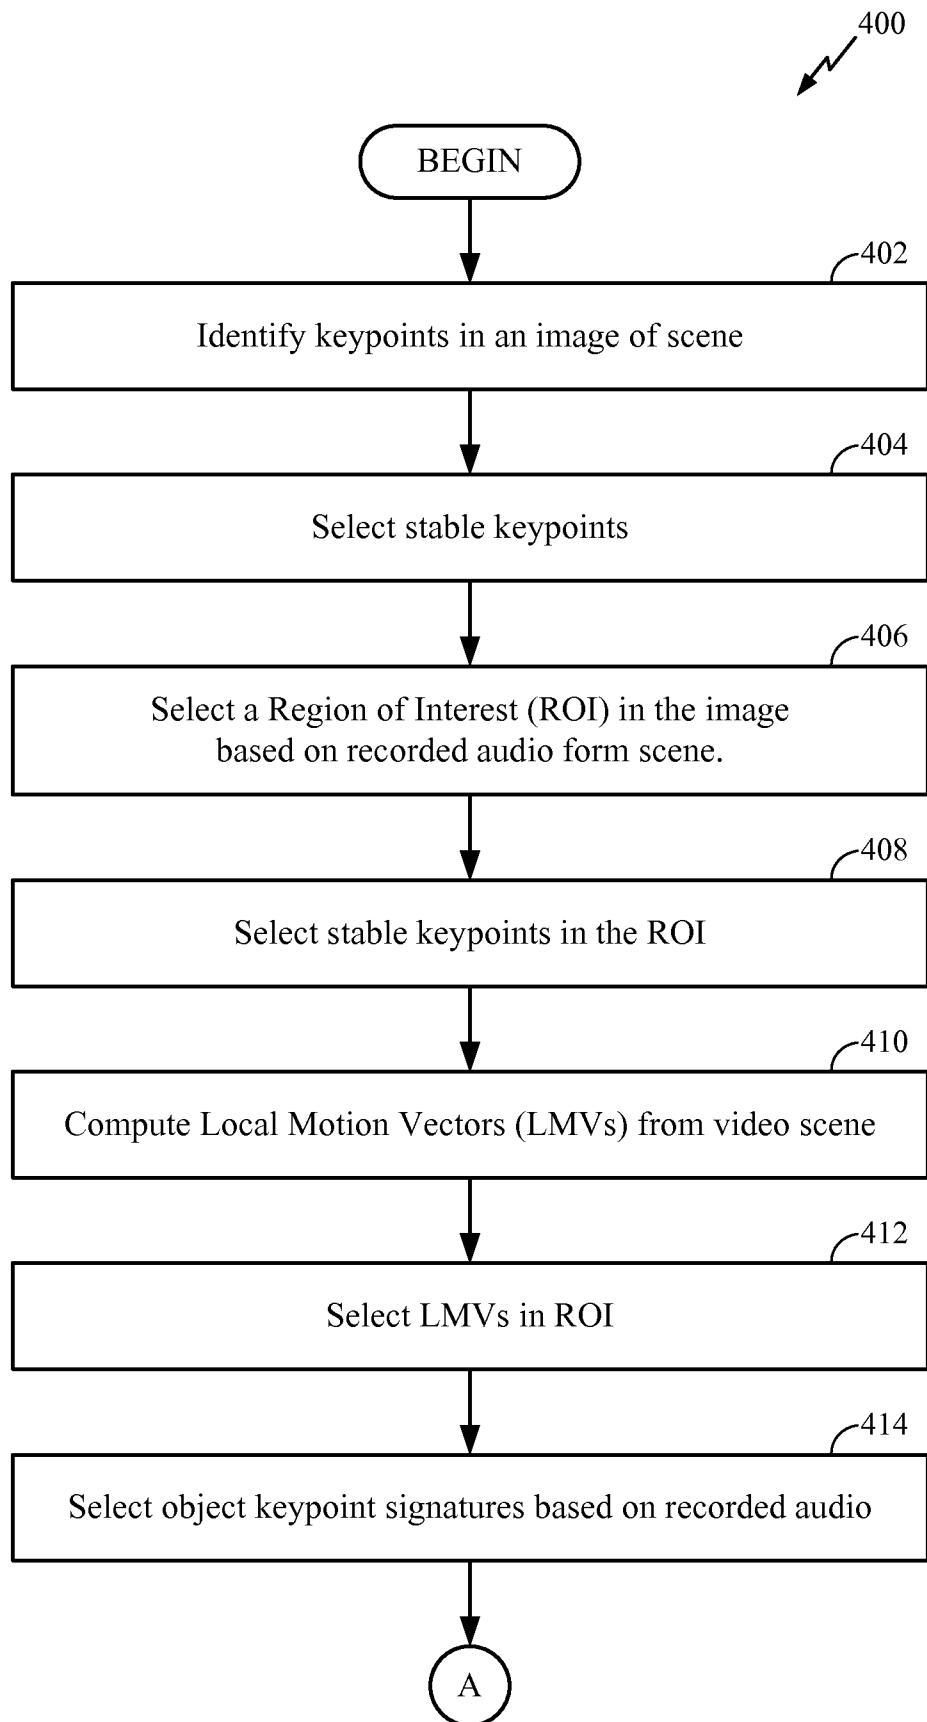 400
BEGIN
402
Identify keypoints in an image of scene
404
Select stable keypoints
406
Select a Region of Interest (ROI) in the image
based on recorded audio form scene.
408
Select stable keypoints in the ROI
410
Compute Local Motion Vectors (LMVs) from video scene
412
Select LMVs in ROI
414
Select object keypoint signatures based on recorded audio
A